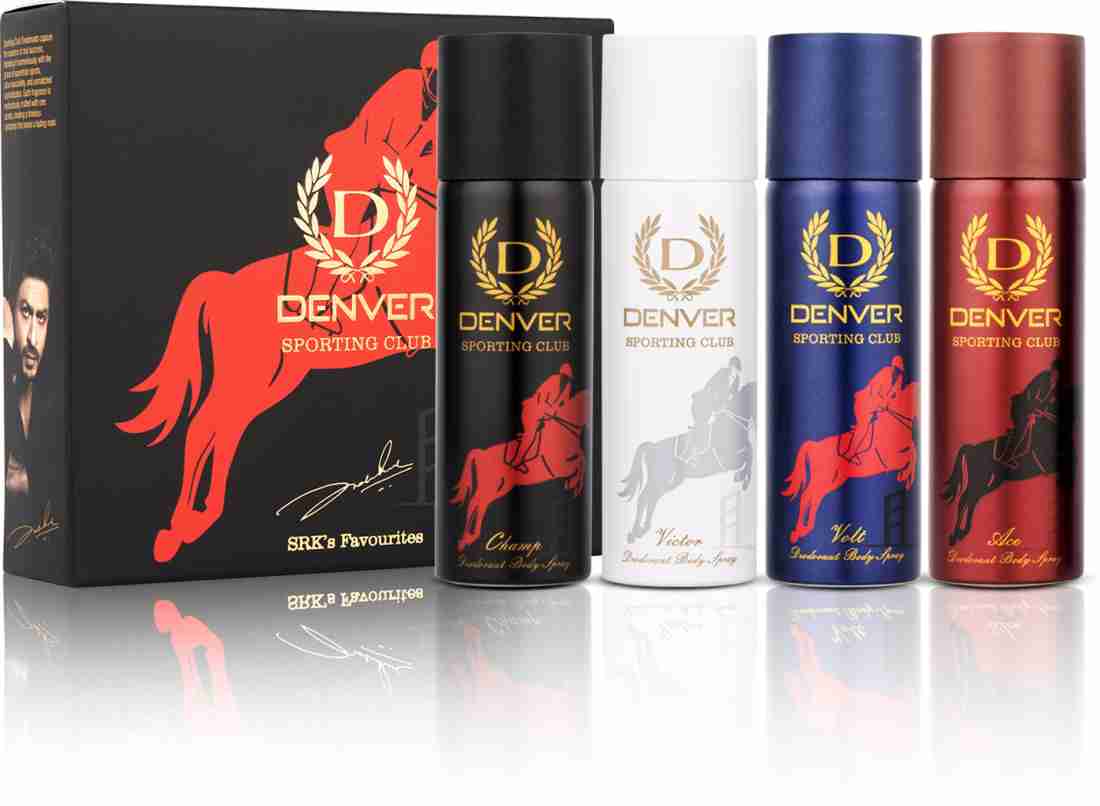 D
DENVER
SPORTING CLUB
SRK's Favourites
D
DENVER
SPORTING CLUB
Champ
Deodorant Body Spray
D
DENVER
SPORTING CLUB
Victor
Deodorant Body Spray
D
DENVER
SPORTING CLUB
Volt
Deodorant Body Spray
D
DENVER
SPORTING CLUB
Ace
Deodorant Body Spray